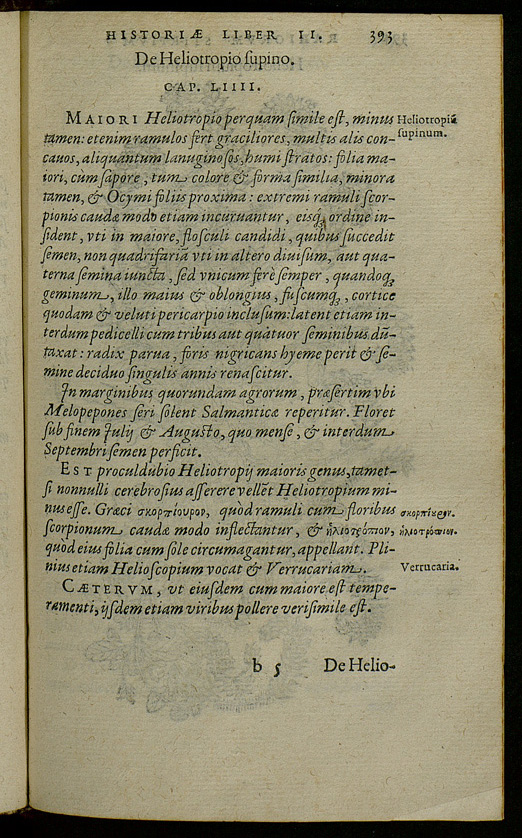 HISTORIÆ LIBER II. 393
De Heliotropio supino.
CAP. LIIII.
MAIORI Heliotropio perquam simile est, minus
tamen: etenim ramulos fert graciliores, multis alis con-
cauos, aliquantum lanuginosos, humi stratos: folia ma-
iori, cùm sapore, tum colore & forma similia, minora
tamen, & Ocymi foliis proxima: extremi ramuli scor-
pionis caudæ modo etiam incuruantur, eisq; ordine in-
sident, vti in maiore, flosculi candidi, quibus succedit
semen, non quadrifariã vti in altero diuisum, aut qua-
terna semina iuncta, sed vnicum ferè semper, quandoq;
geminum, illo maius & oblongius, fuscumq;, cortice
quodam & veluti pericarpio inclusum: latent etiam in-
terdum pedicelli cum tribus aut quatuor seminibus dũ-
taxat: radix parua, foris nigricans hyeme perit & se-
mine deciduo singulis annis renascitur.
In marginibus quorundam agrorum, præsertim vbi
Melopepones seri solent Salmanticæ reperitur. Floret
sub finem Julij & Augusto, quo mense, & interdum
Septembri semen perficit.
EST proculdubio Heliotropij maioris genus, tamet-
si nonnulli cerebrosius asserere vellẽt Heliotropium mi-
nus esse. Græci σκορπίουρον, quòd ramuli cum floribus
scorpionum caudæ modo inflectantur, & ἡλιοτρόπιον,
quod eius folia cum sole circumagantur, appellant. Pli-
nius etiam Helioscopium vocat & Verrucariam.
CÆTERVM, vt eiusdem cum maiore est tempe-
ramenti, ijsdem etiam viribus pollere verisimile est.
b 5 De Helio-
Heliotropiũ
supinum.
σκορπίουρον.
ἡλιοτρόπιον.
Verrucaria.